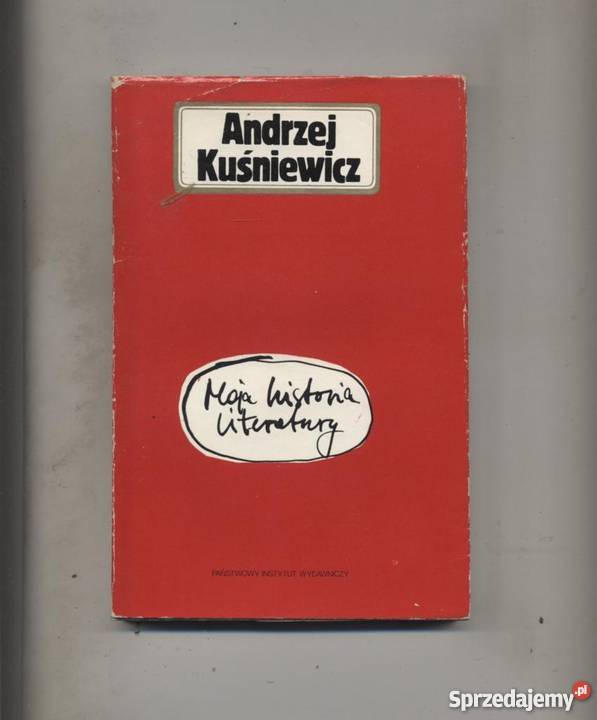 Andrzej
Kuśniewicz
Moja historia
literatury
PAŃSTWOWY INSTYTUT WYDAWNICZY
Sprzedajemy.pl